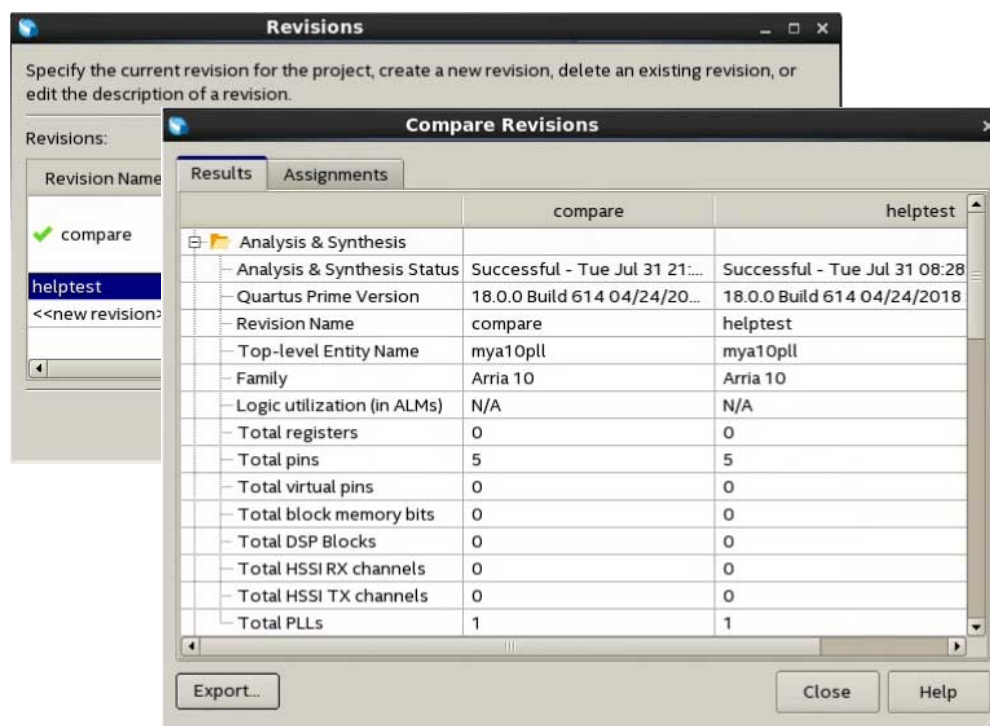 Revisions
Specify the current revision for the project, create a new revision, delete an existing revision, or
edit the description of a revision.
Revisions:
Revision Name
compare
helptest
<<new revision>
Compare Revisions
Results Assignments
compare helptest
Analysis & Synthesis
Analysis & Synthesis Status Successful - Tue Jul 31 21:... Successful - Tue Jul 31 08:28
Quartus Prime Version 18.0.0 Build 614 04/24/20... 18.0.0 Build 614 04/24/2018
Revision Name compare helptest
Top-level Entity Name mya10pll mya10pll
Family Arria 10 Arria 10
Logic utilization (in ALMs) N/A N/A
Total registers 0 0
Total pins 5 5
Total virtual pins 0 0
Total block memory bits 0 0
Total DSP Blocks 0 0
Total HSSI RX channels 0 0
Total HSSI TX channels 0 0
Total PLLs 1 1
Export... Close Help